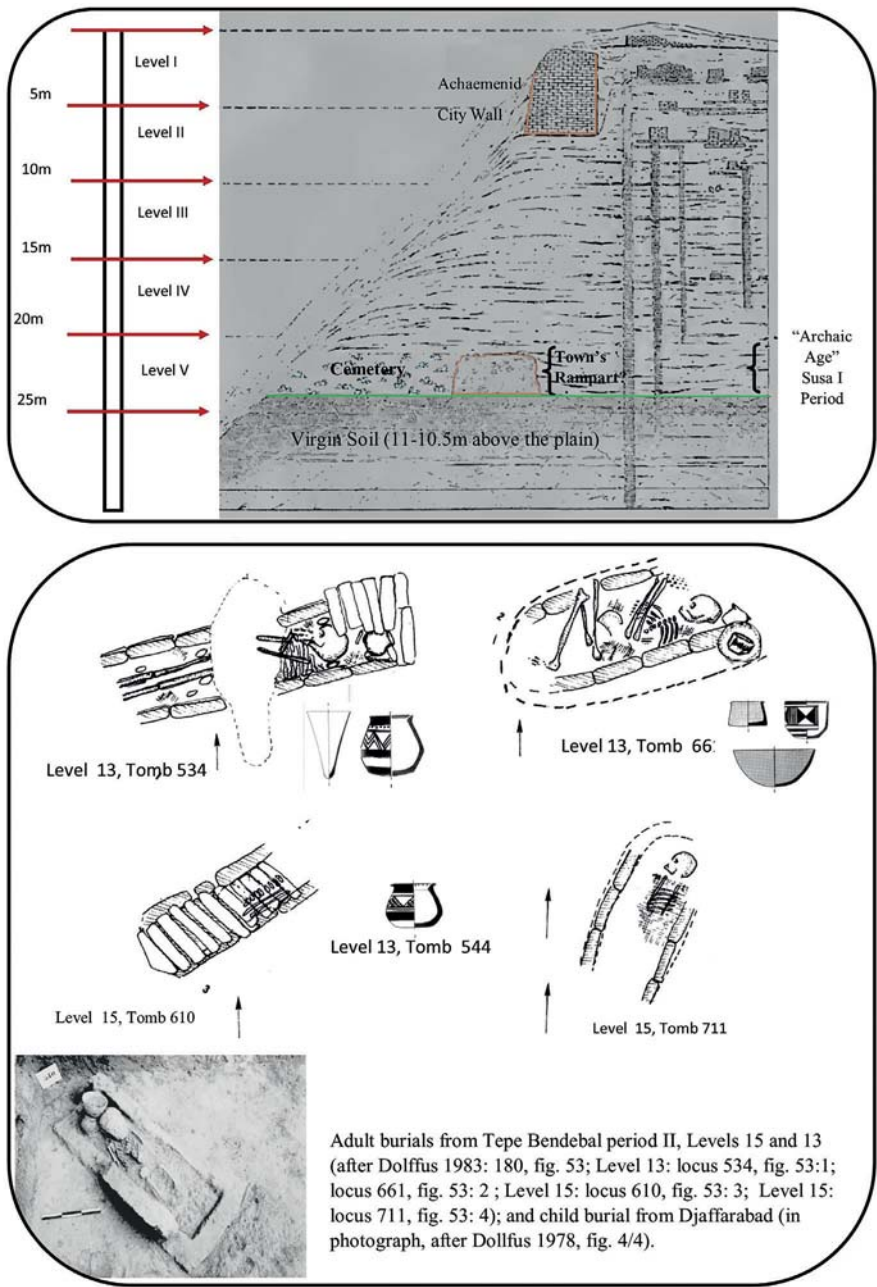 Level I
5m
Level II
10m
Level III
15m
Level IV
20m
Level V
25m
Achaemenid
City Wall
Cemetery
Town's
Rampart?
"Archaic
Age"
Susa I
Period
Virgin Soil (11-10.5m above the plain)
2
Level 13, Tomb 534
Level 13, Tomb 661
Level 13, Tomb 544
3
Level 15, Tomb 610
Level 15, Tomb 711
Adult burials from Tepe Bendebal period II, Levels 15 and 13
(after Dolffus 1983: 180, fig. 53; Level 13: locus 534, fig. 53:1;
locus 661, fig. 53: 2 ; Level 15: locus 610, fig. 53: 3; Level 15:
locus 711, fig. 53: 4); and child burial from Djaffarabad (in
photograph, after Dollfus 1978, fig. 4/4).